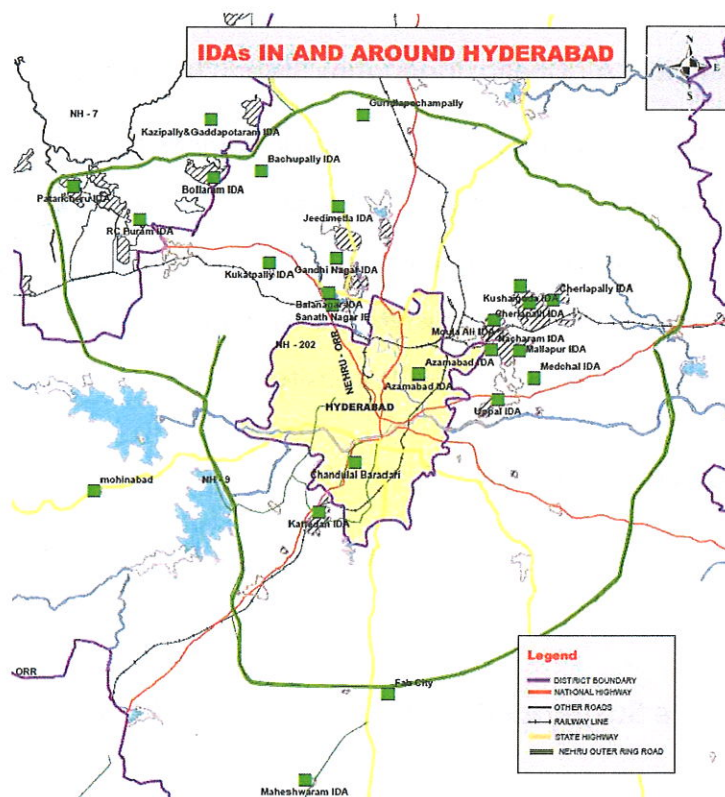 IDAs IN AND AROUND HYDERABAD
N
W E
S
NH - 7
Gundlapochampally
Kazipally&Gaddapotaram IDA
Bachupally IDA
Bollaram IDA
Patancheru IDA
RC Puram IDA
Jeedimetla IDA
Kukatpally IDA
Gandhi Nagar IDA
Balanagar IDA
Sanath Nagar IE
Kushaiguda IDA
Cherlapally IDA
Cherlapalli IDA
Moula Ali IDA
Nacharam IDA
NH - 202
NEHRU - ORR
Azamabad IDA
Mallapur IDA
Medchal IDA
Azamabad IDA
HYDERABAD
Uppal IDA
Chandulal Baradari
mohinabad
NH - 9
Kattedan IDA
ORR
Fab City
Maheshwaram IDA
Legend
DISTRICT BOUNDARY
NATIONAL HIGHWAY
OTHER ROADS
RAILWAY LINE
STATE HIGHWAY
NEHRU OUTER RING ROAD